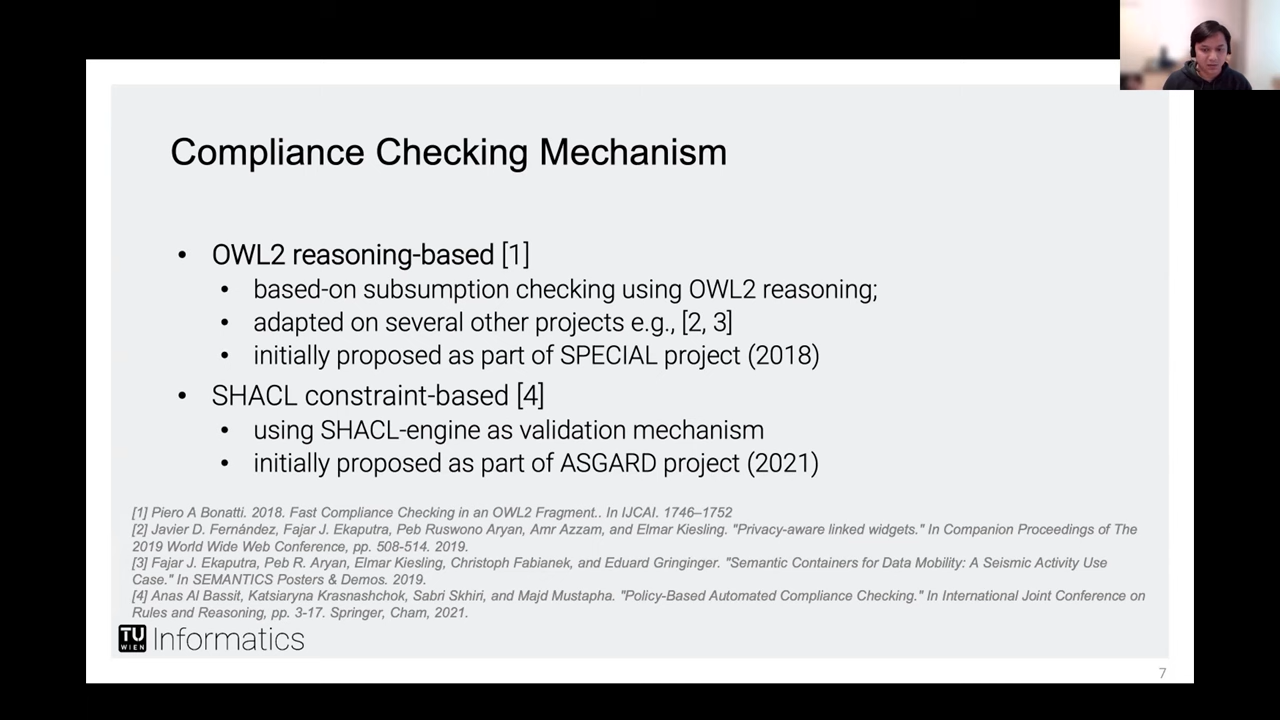 Compliance Checking Mechanism
• OWL2 reasoning-based [1]
• based-on subsumption checking using OWL2 reasoning;
• adapted on several other projects e.g., [2, 3]
• initially proposed as part of SPECIAL project (2018)
• SHACL constraint-based [4]
• using SHACL-engine as validation mechanism
• initially proposed as part of ASGARD project (2021)
[1] Piero A Bonatti. 2018. Fast Compliance Checking in an OWL2 Fragment.. In IJCAI. 1746–1752
[2] Javier D. Fernández, Fajar J. Ekaputra, Peb Ruswono Aryan, Amr Azzam, and Elmar Kiesling. "Privacy-aware linked widgets." In Companion Proceedings of The
2019 World Wide Web Conference, pp. 508-514. 2019.
[3] Fajar J. Ekaputra, Peb R. Aryan, Elmar Kiesling, Christoph Fabianek, and Eduard Gringinger. "Semantic Containers for Data Mobility: A Seismic Activity Use
Case." In SEMANTICS Posters & Demos. 2019.
[4] Anas Al Bassit, Katsiaryna Krasnashchok, Sabri Skhiri, and Majd Mustapha. "Policy-Based Automated Compliance Checking." In International Joint Conference on
Rules and Reasoning, pp. 3-17. Springer, Cham, 2021.
TU
WIEN
Informatics
7